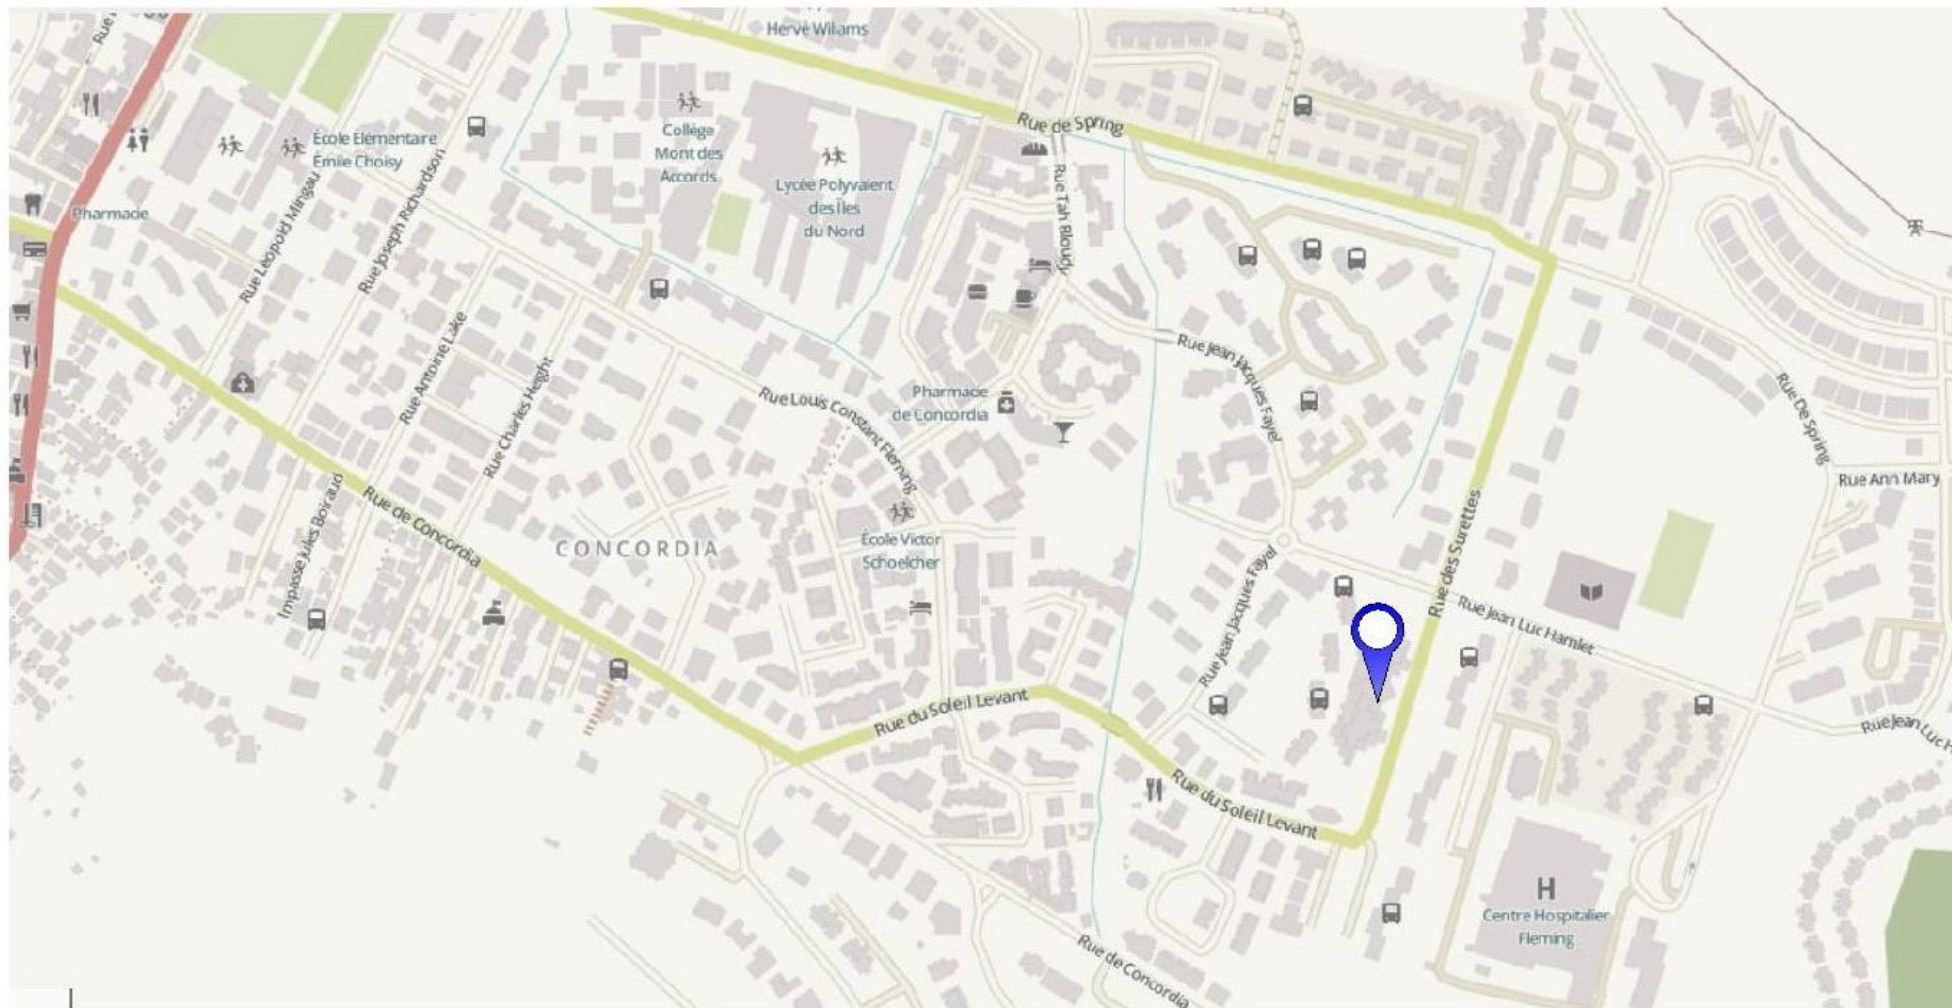 Hervé Wiliams
Rue de Spring
École Elementaire
Émile Choisy
Collège
Mont des
Accords
Lycée Polyvalent
des Îles
du Nord
Pharmacie
Rue Leopold Mingau
Rue Joseph Richardson
Rue Tah Bloudy
Rue Antoine Lake
Rue Charles Height
Rue Jean Jacques Fayel
Rue Louis Constant Fleming
Pharmacie
de Concordia
Rue De Spring
Rue Ann Mary
Impasse Jules Boiraud
Rue de Concordia
CONCORDIA
École Victor
Schoelcher
Rue Jean Jacques Fayel
Rue des Surettes
Rue Jean Luc Hamlet
Rue du Soleil Levant
Rue Jean Luc H
Rue du Soleil Levant
H
Centre Hospitalier
Fleming
Rue de Concordia